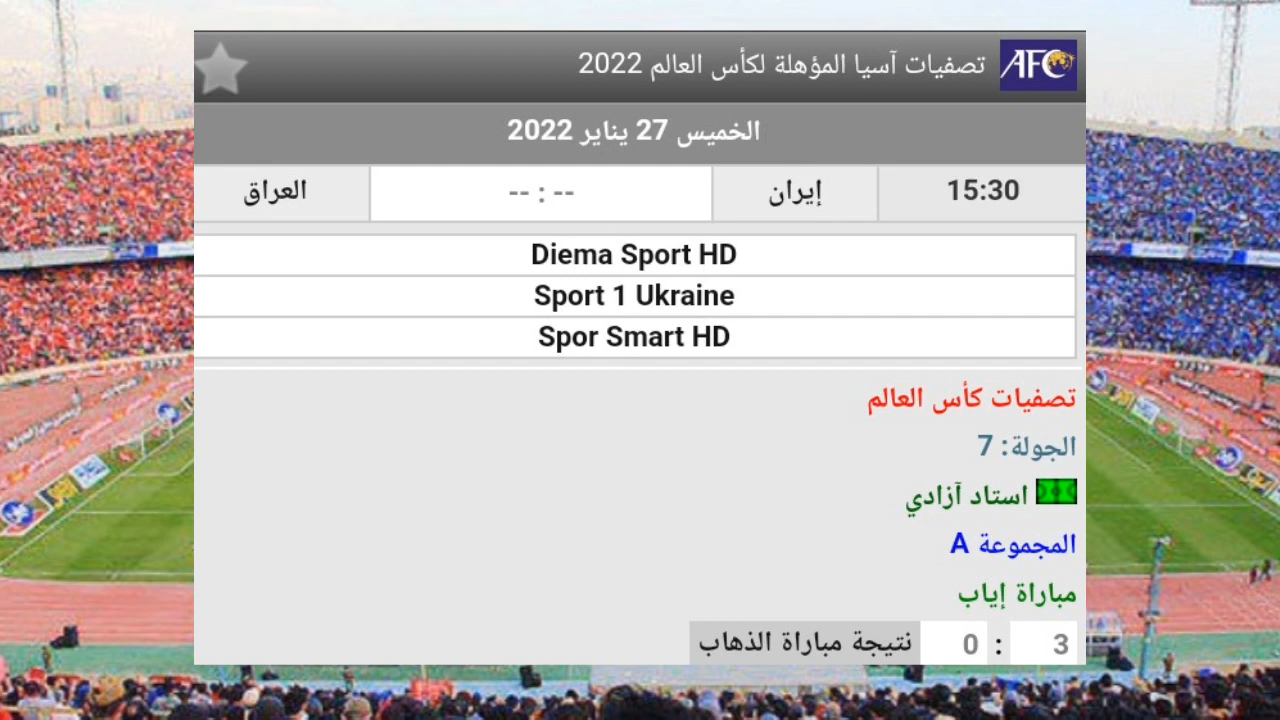 AFC تصفيات آسيا المؤهلة لكأس العالم 2022
الخميس 27 يناير 2022
15:30 إيران -- : -- العراق
Diema Sport HD
Sport 1 Ukraine
Spor Smart HD
تصفيات كأس العالم
الجولة: 7
استاد آزادي
المجموعة A
مباراة إياب
3 : 0 نتيجة مباراة الذهاب